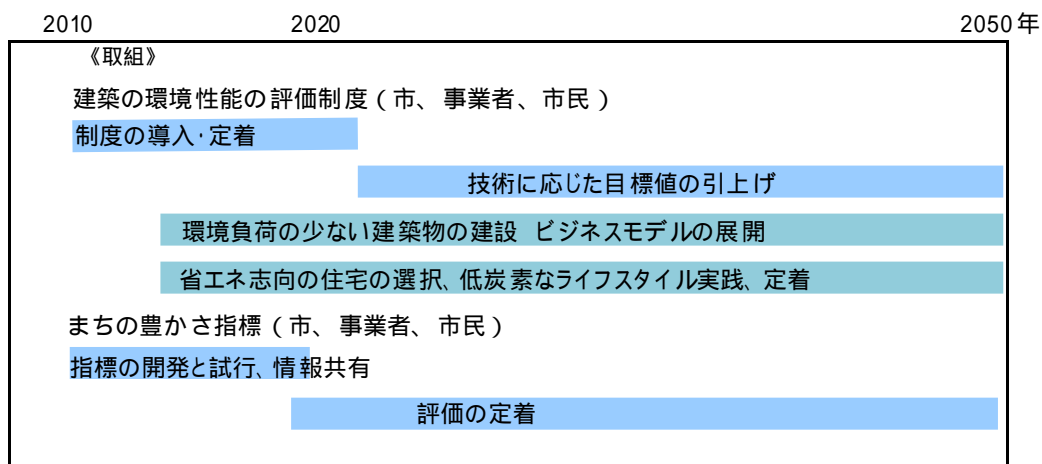 2010 2020 2050年
《取組》
建築の環境性能の評価制度（市、事業者、市民）
制度の導入・定着
技術に応じた目標値の引上げ
環境負荷の少ない建築物の建設 ビジネスモデルの展開
省エネ志向の住宅の選択、低炭素なライフスタイル実践、定着
まちの豊かさ指標（市、事業者、市民）
指標の開発と試行、情報共有
評価の定着